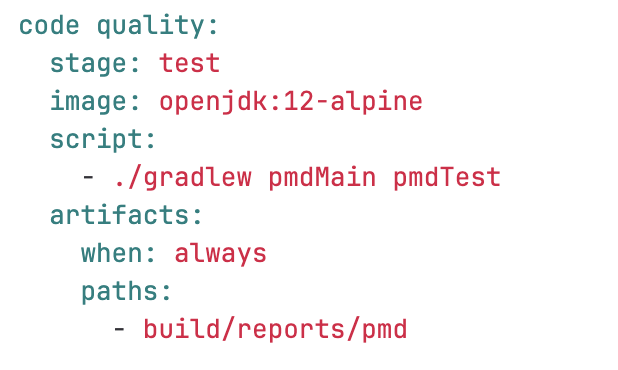 code quality:
  stage: test
  image: openjdk:12-alpine
  script:
    - ./gradlew pmdMain pmdTest
  artifacts:
    when: always
    paths:
      - build/reports/pmd